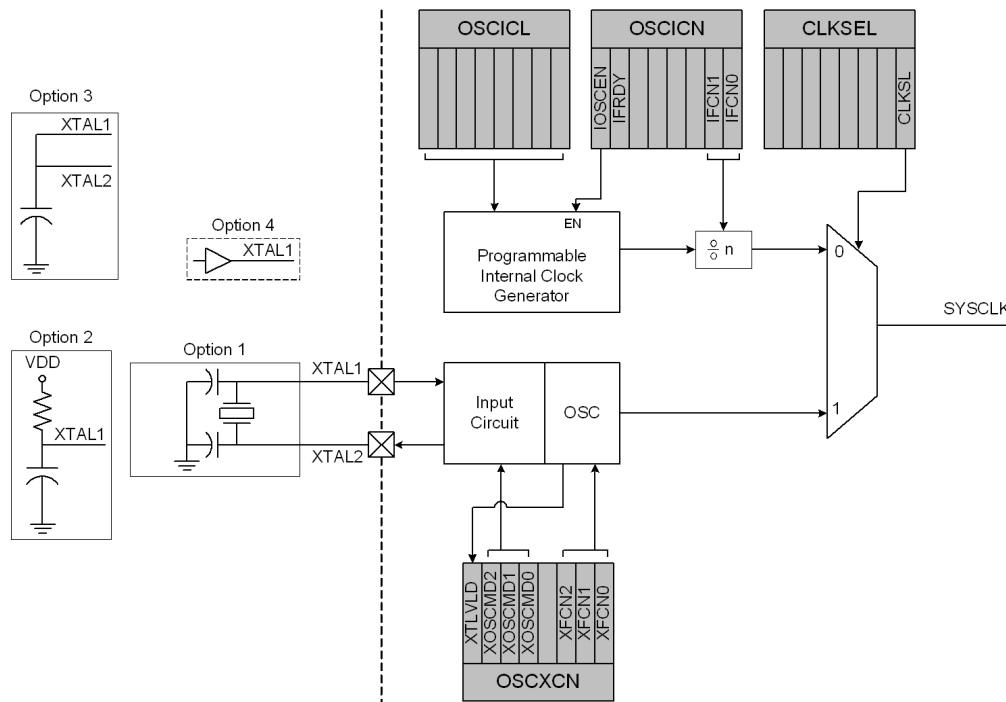 OSCICL
OSCICN
CLKSEL
IOSCEN
IFRDY
IFCN1
IFCN0
CLKSL
Option 3
XTAL1
XTAL2
Option 4
XTAL1
EN
Programmable
Internal Clock
Generator
÷ n
0
SYSCLK
Option 2
VDD
XTAL1
Option 1
XTAL1
XTAL2
Input
Circuit
OSC
1
XTLVLD
XOSCMD2
XOSCMD1
XOSCMD0
XFCN2
XFCN1
XFCN0
OSCXCN